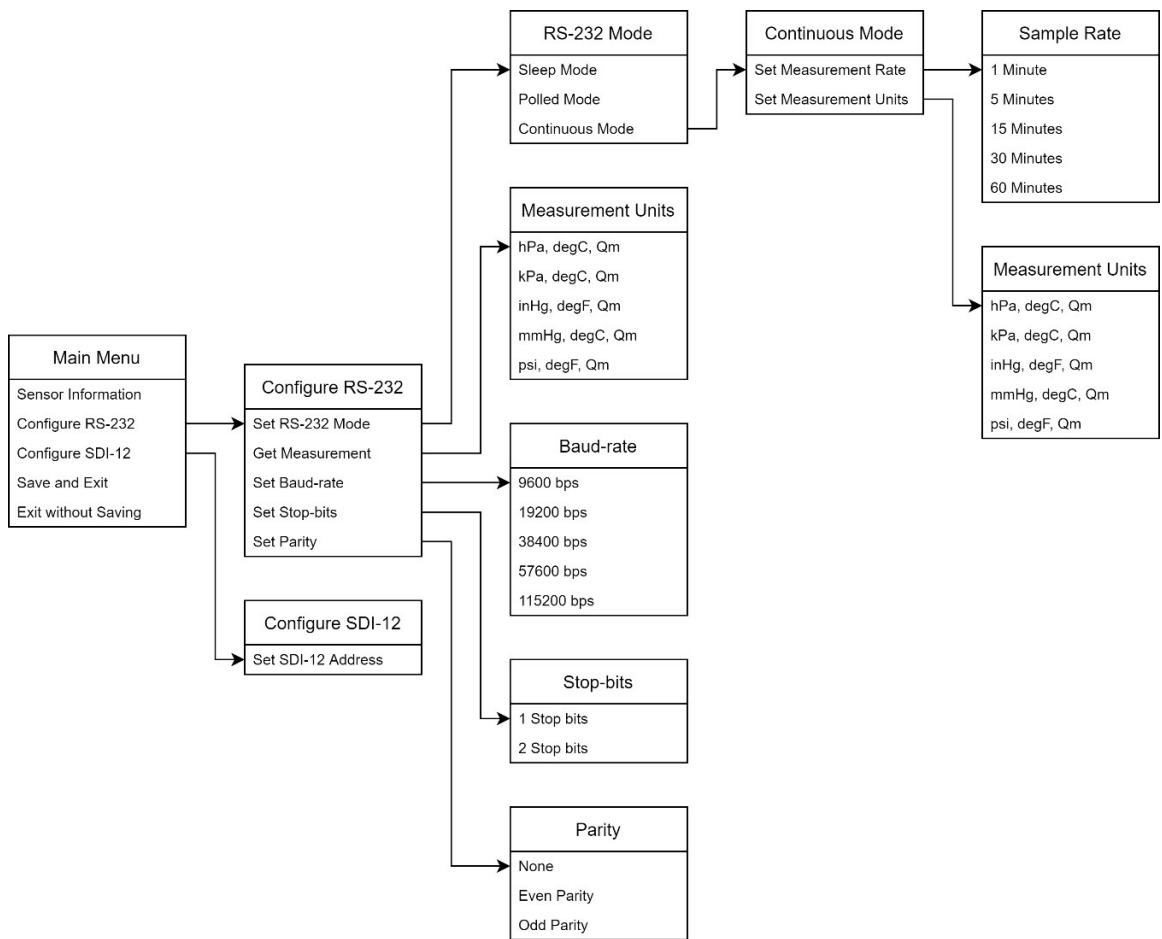 Main Menu
Sensor Information
Configure RS-232
Configure SDI-12
Save and Exit
Exit without Saving
Configure RS-232
Set RS-232 Mode
Get Measurement
Set Baud-rate
Set Stop-bits
Set Parity
Configure SDI-12
Set SDI-12 Address
RS-232 Mode
Sleep Mode
Polled Mode
Continuous Mode
Measurement Units
hPa, degC, Qm
kPa, degC, Qm
inHg, degF, Qm
mmHg, degC, Qm
psi, degF, Qm
Baud-rate
9600 bps
19200 bps
38400 bps
57600 bps
115200 bps
Stop-bits
1 Stop bits
2 Stop bits
Parity
None
Even Parity
Odd Parity
Continuous Mode
Set Measurement Rate
Set Measurement Units
Sample Rate
1 Minute
5 Minutes
15 Minutes
30 Minutes
60 Minutes
Measurement Units
hPa, degC, Qm
kPa, degC, Qm
inHg, degF, Qm
mmHg, degC, Qm
psi, degF, Qm